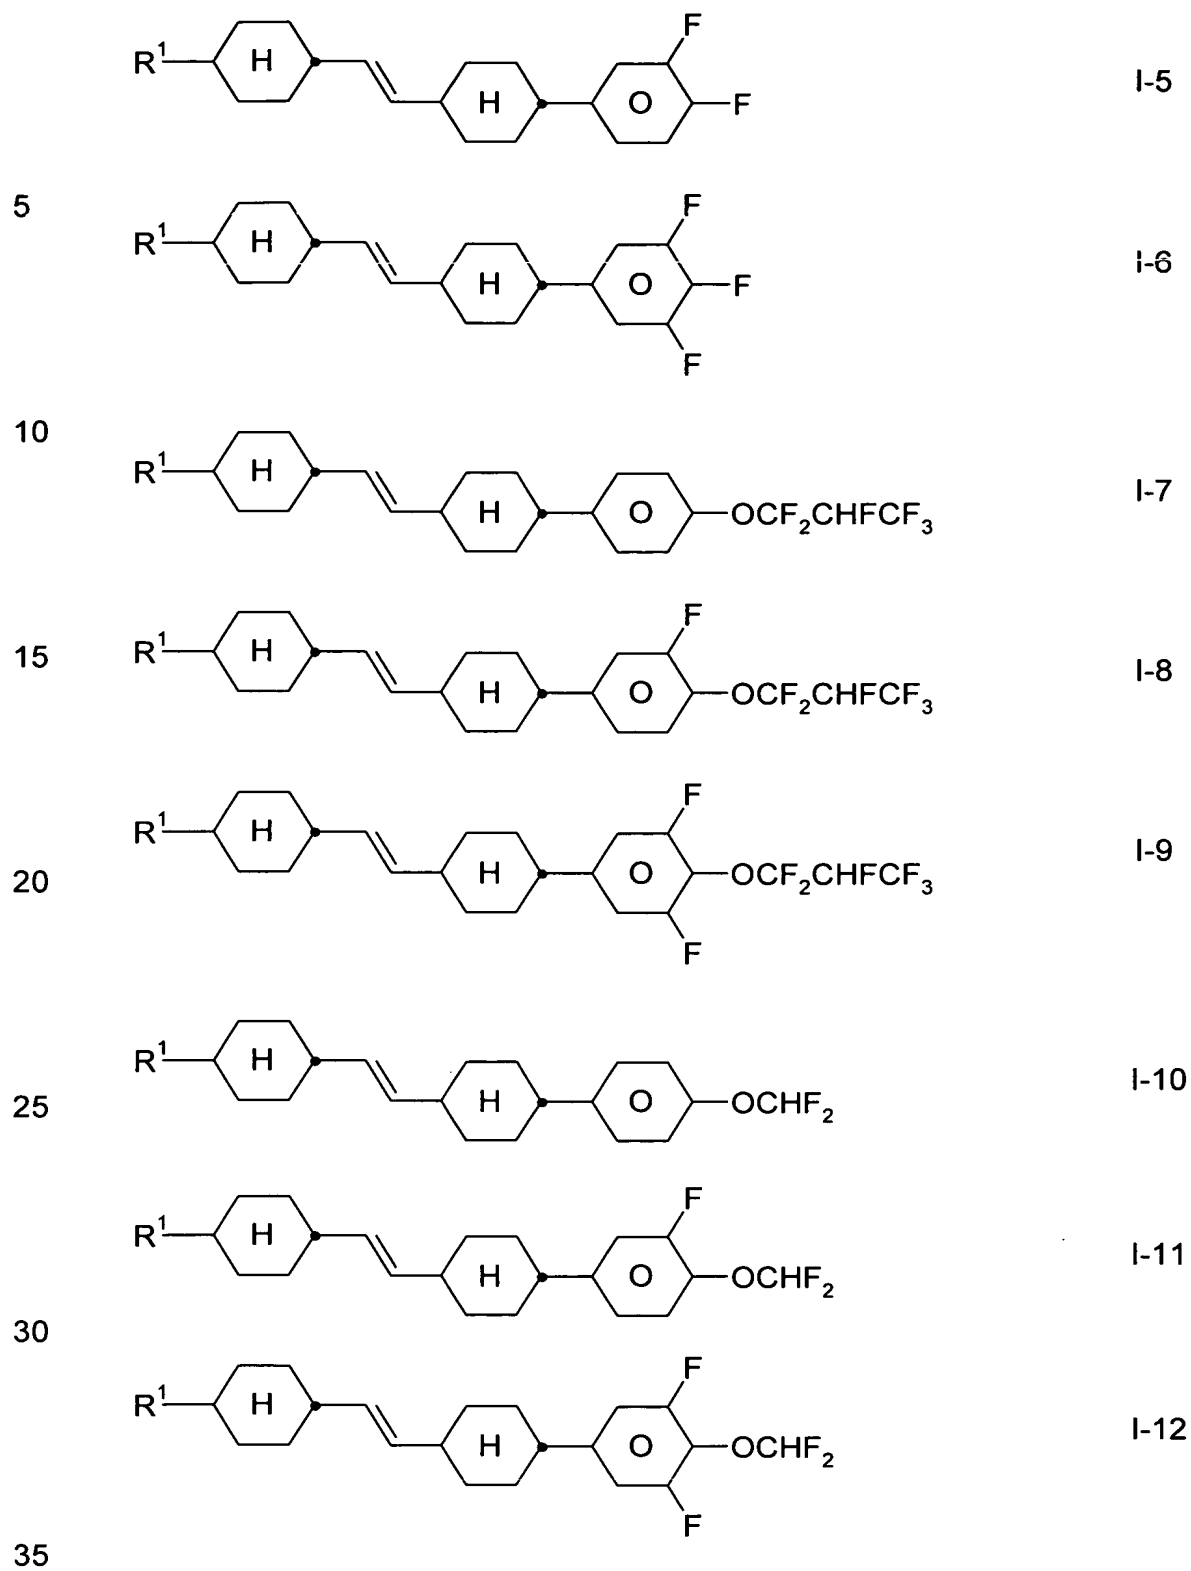 F
R¹ H H O F I-5
5
F
R¹ H H O F I-6
F
10
R¹ H H O OCF₂CHFCF₃ I-7
F
15 R¹ H H O OCF₂CHFCF₃ I-8
F
R¹ H H O OCF₂CHFCF₃ I-9
20
F
R¹ H H O OCHF₂ I-10
25
F
R¹ H H O OCHF₂ I-11
30
F
R¹ H H O OCHF₂ I-12
F
35